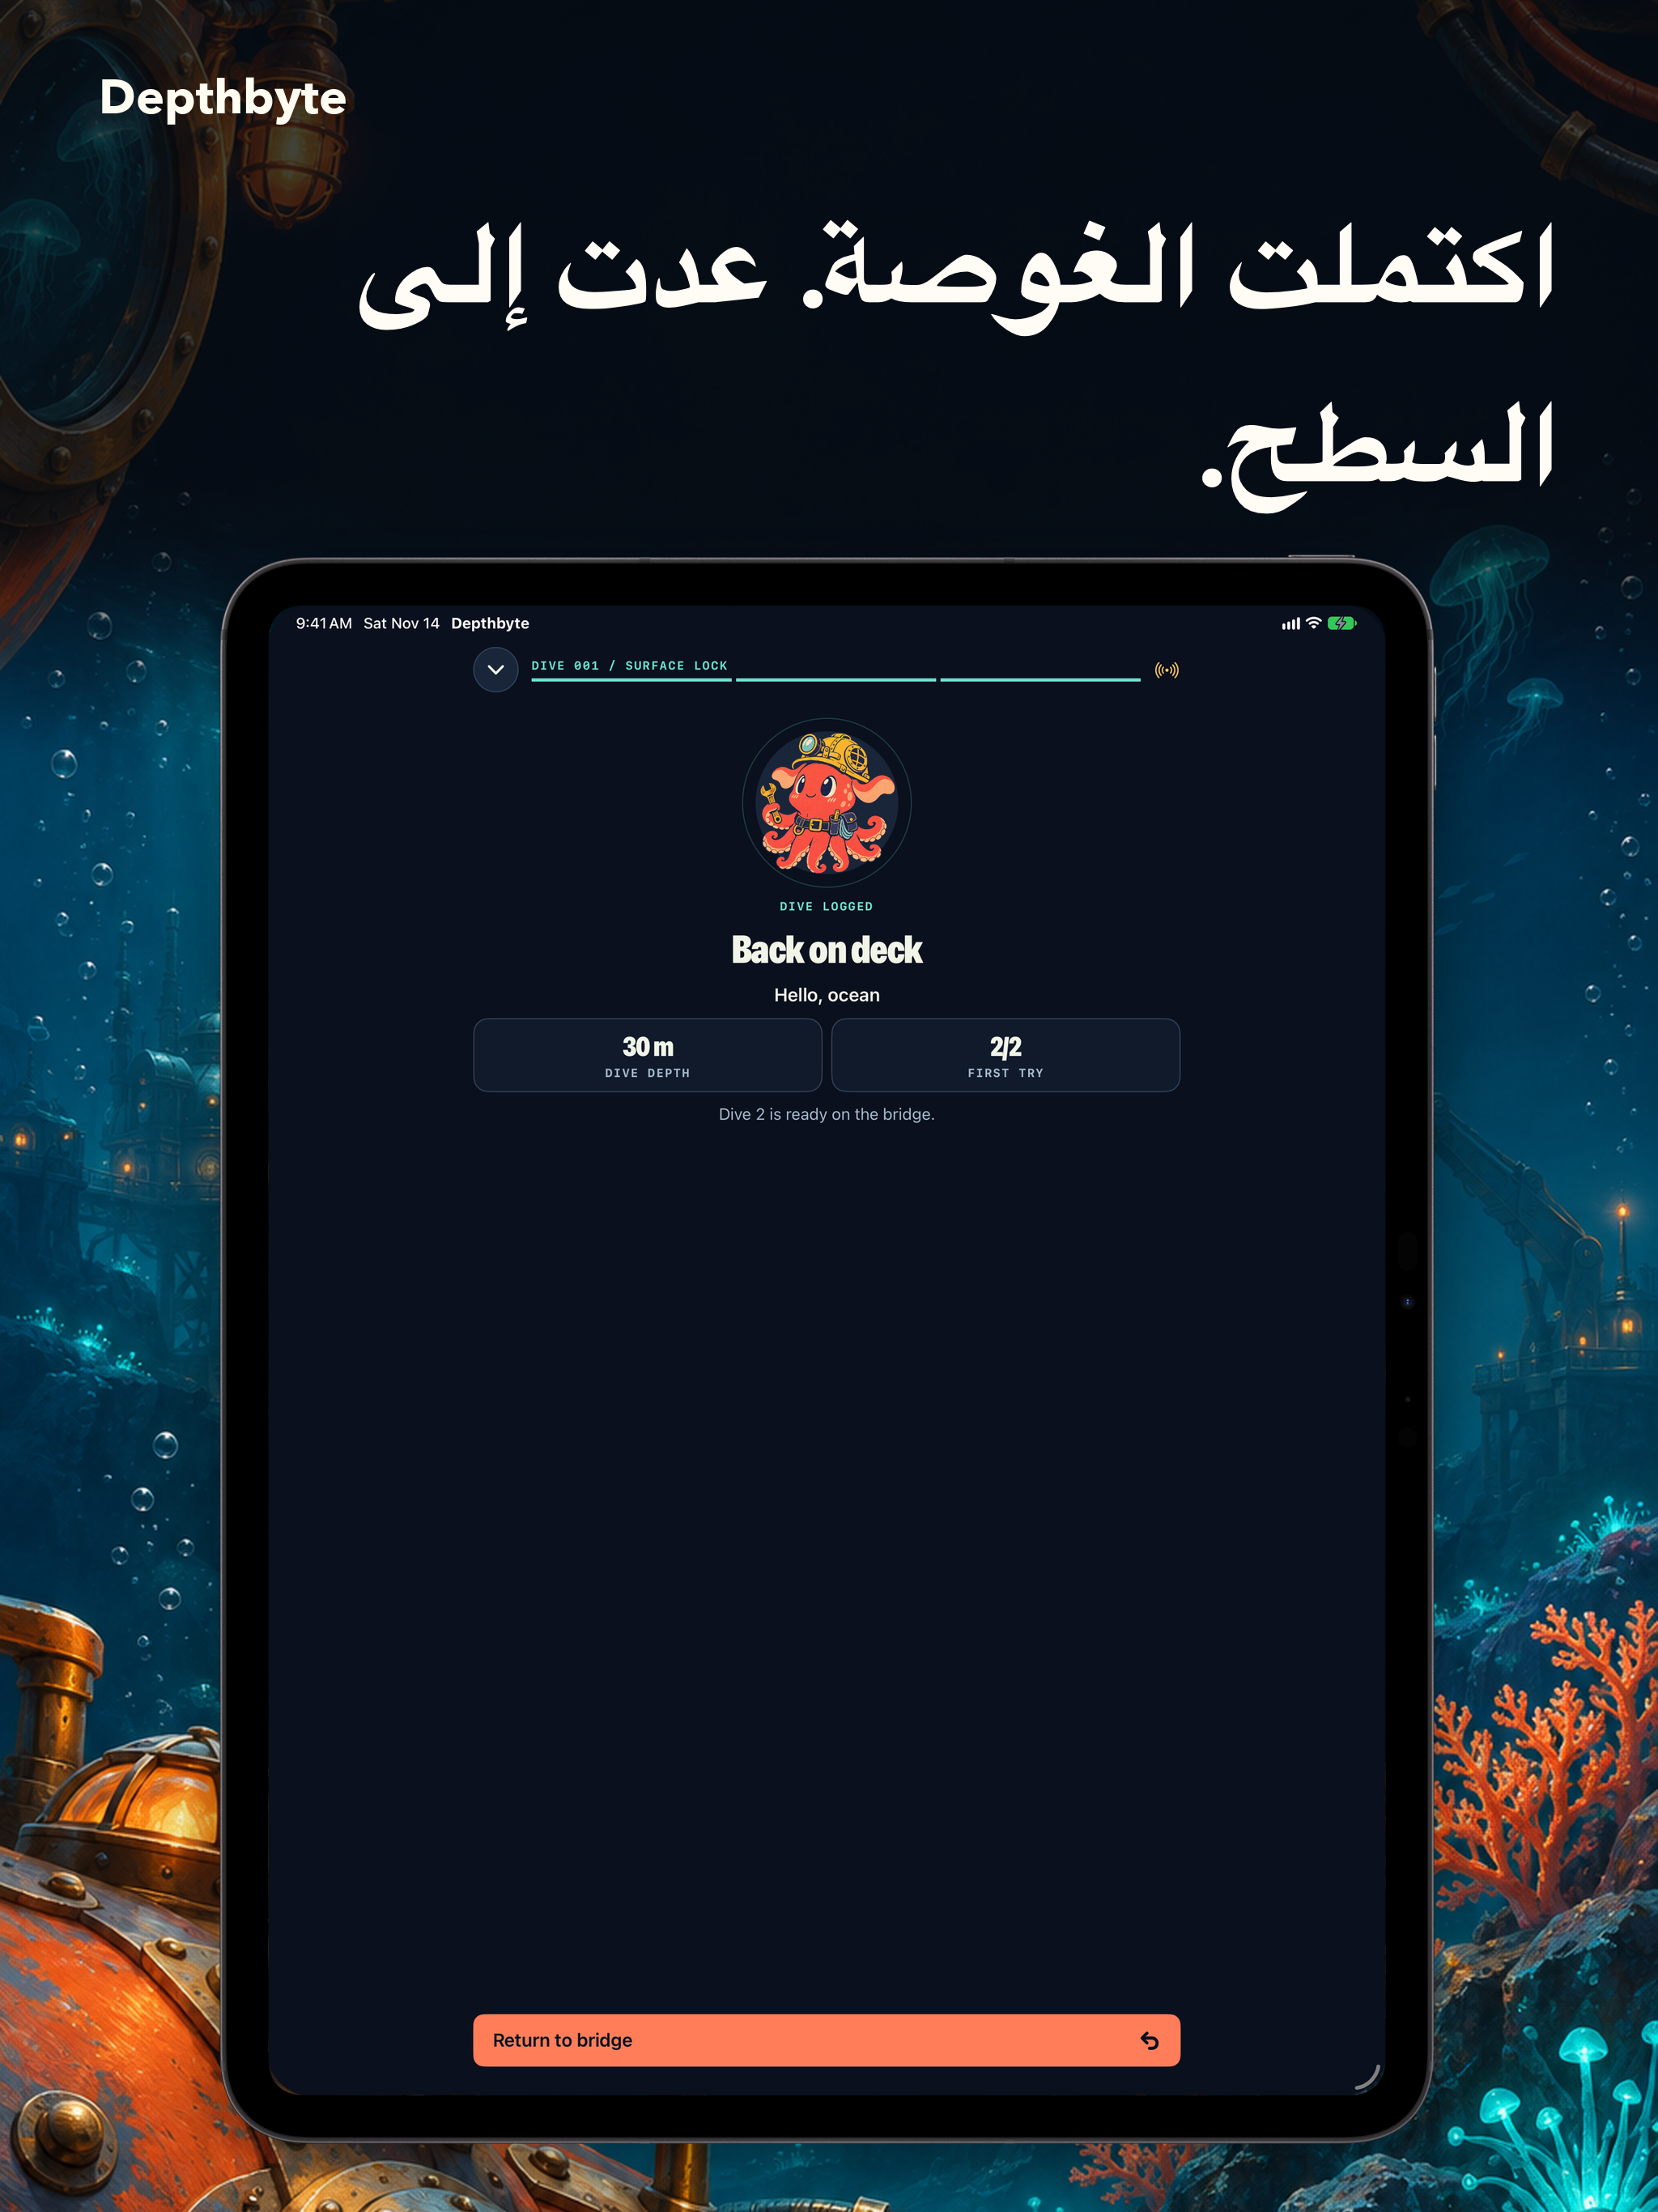 Depthbyte
اكتملت الغوصة. عدت إلى
السطح.
9:41 AM Sat Nov 14 Depthbyte
DIVE 001 / SURFACE LOCK
DIVE LOGGED
Back on deck
Hello, ocean
30 m
DIVE DEPTH
2/2
FIRST TRY
Dive 2 is ready on the bridge.
Return to bridge